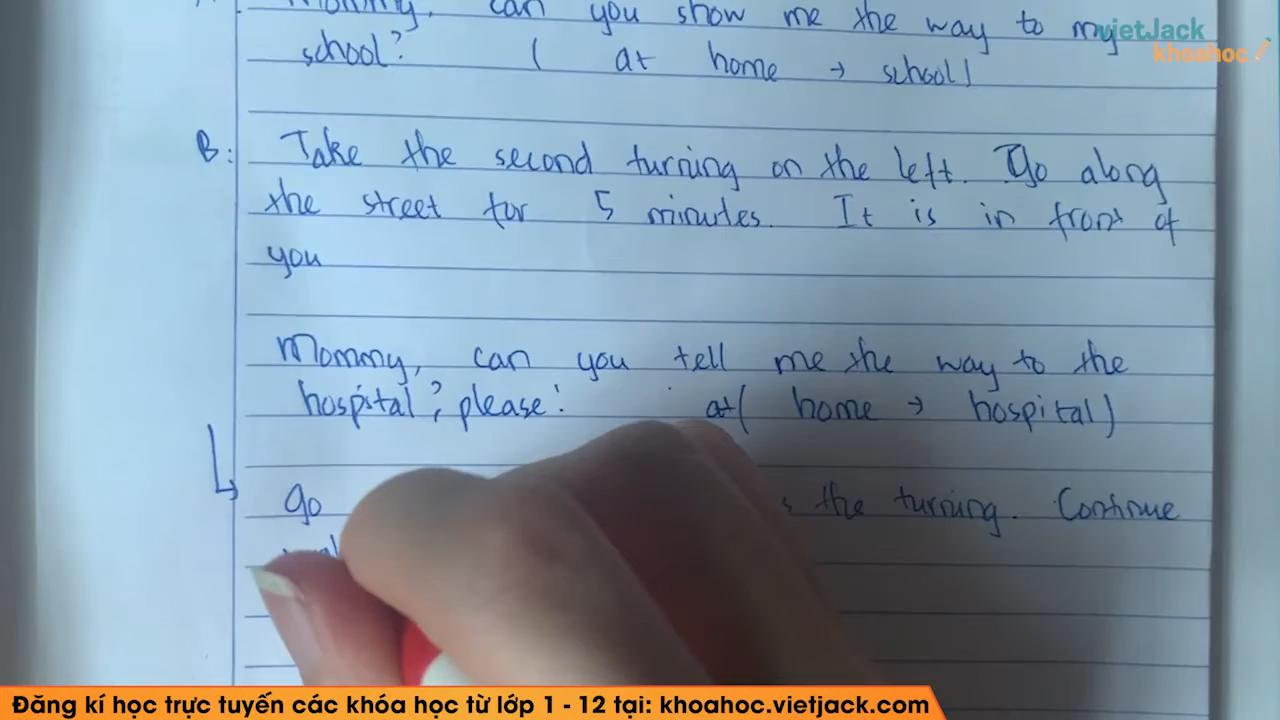 A: Mommy, can you show me the way to my
school? ( at home → school)
vietJack
khoahoc
B: Take the second turning on the left. Go along
the street for 5 minutes. It is in front of
you
Mommy, can you tell me the way to the
hospital, please? at( home → hospital)
Go the turning. Continue
Đăng kí học trực tuyến các khóa học từ lớp 1 - 12 tại: khoahoc.vietjack.com